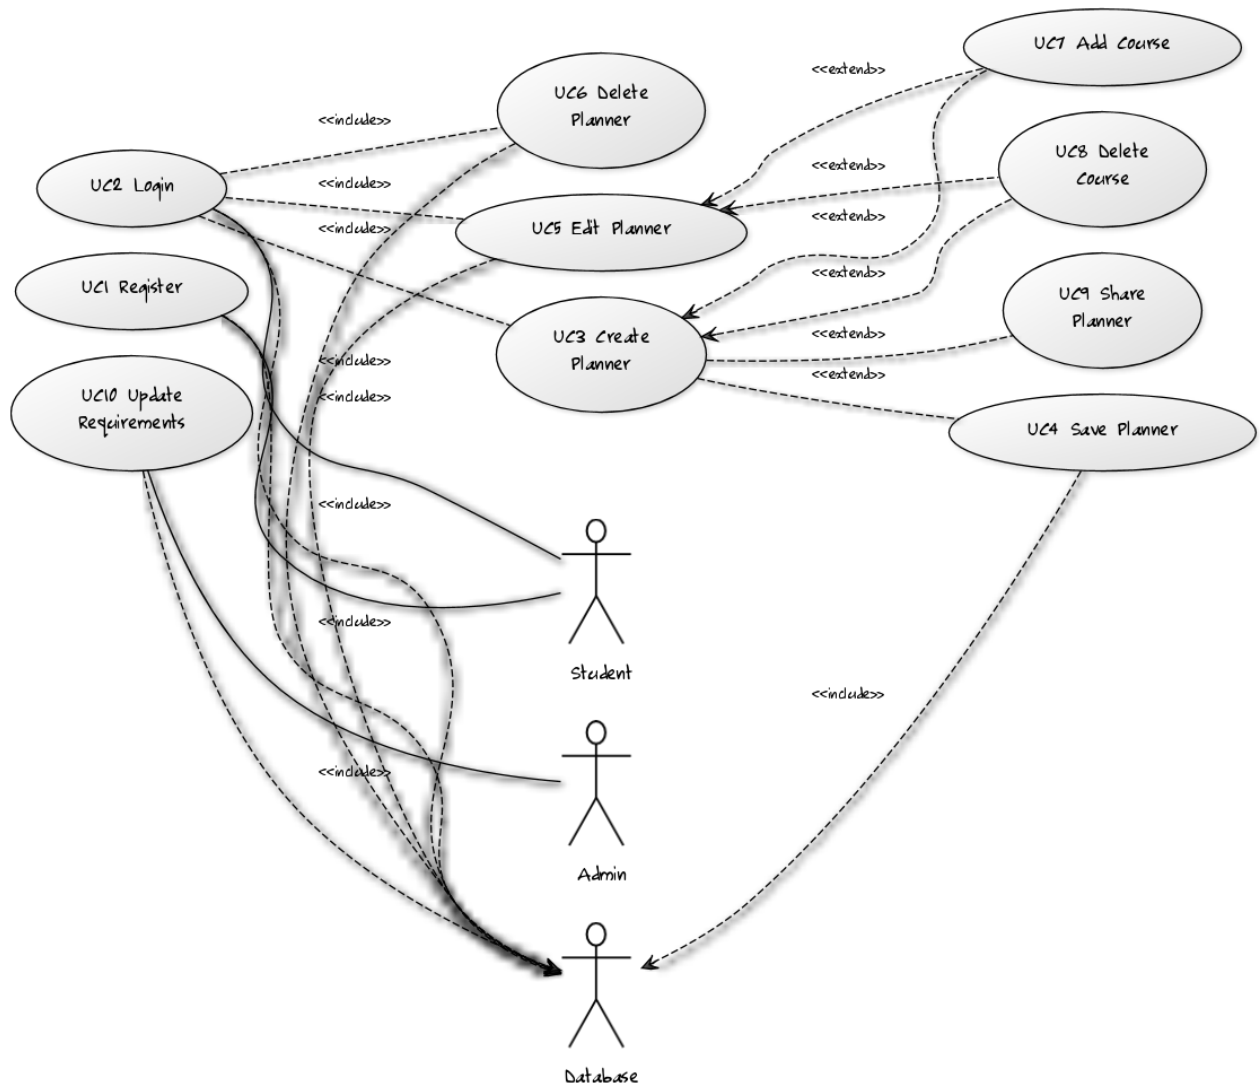 UC7 Add Course
<<extend>>
UC6 Delete
Planner
<<include>>
UC8 Delete
Course
<<extend>>
UC2 Login
<<include>>
<<extend>>
UC5 Edit Planner
<<include>>
<<extend>>
UC1 Register
UC9 Share
Planner
<<extend>>
UC3 Create
Planner
<<include>>
<<extend>>
UC10 Update
Requirements
<<include>>
UC4 Save Planner
<<include>>
<<include>>
Student
<<include>>
<<include>>
Admin
Database